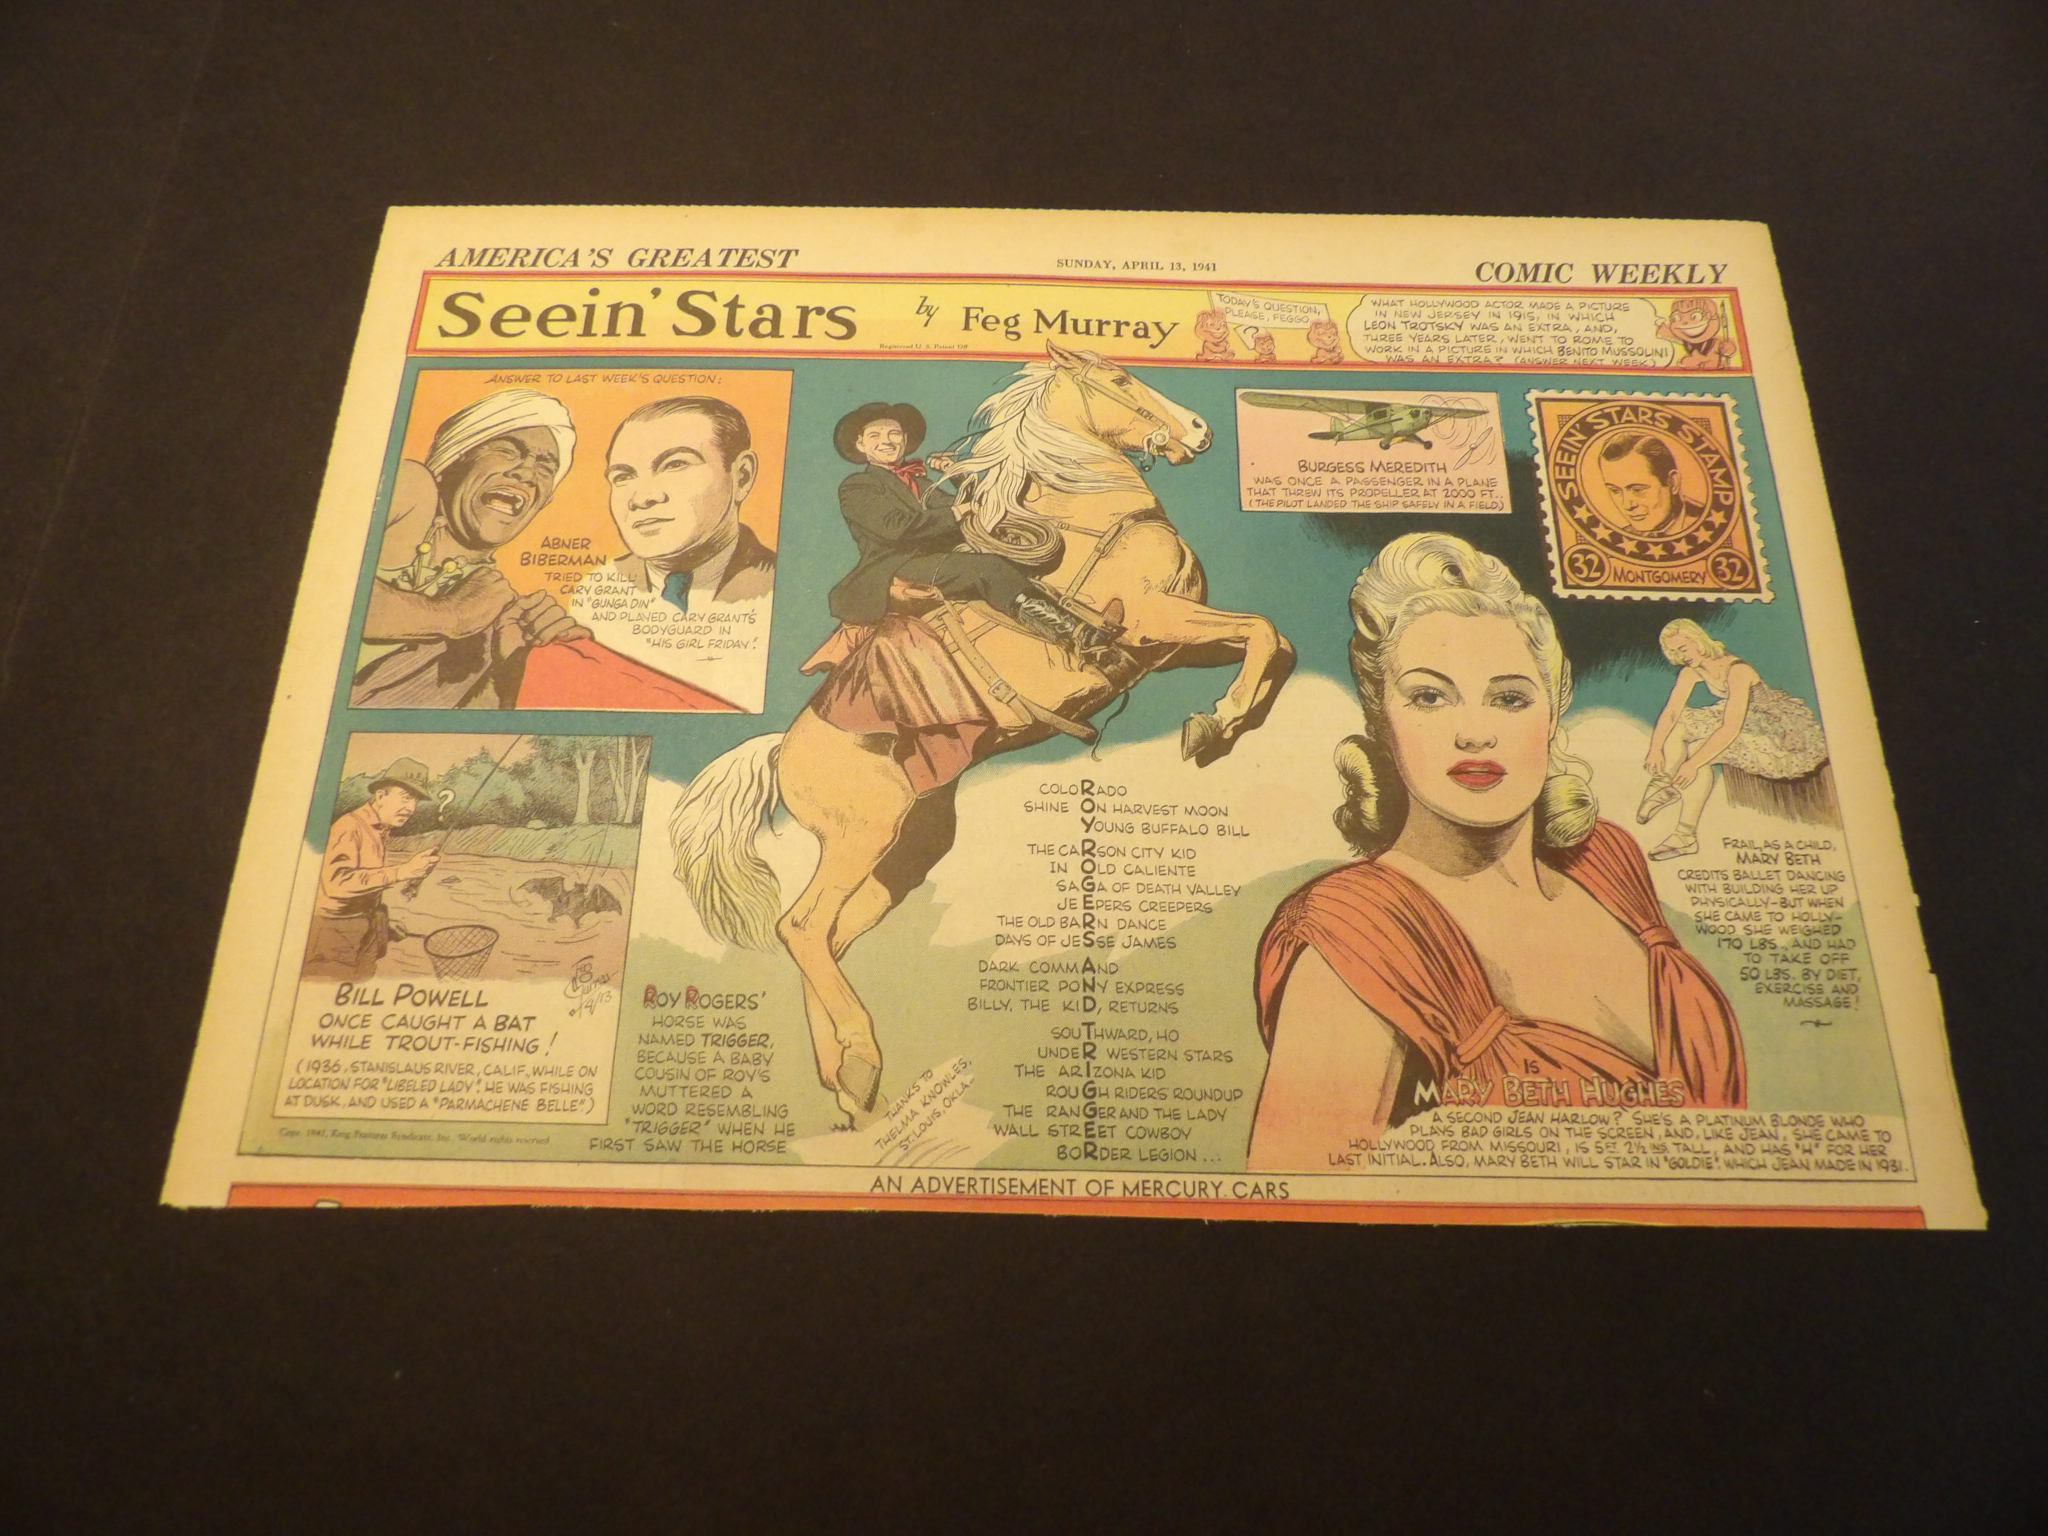 AMERICA'S GREATEST
SUNDAY, APRIL 13, 1941
COMIC WEEKLY
Seein' Stars
by Feg Murray
Registered U. S. Patent Off
TODAY'S QUESTION,
PLEASE, FEGGO
?
WHAT HOLLYWOOD ACTOR MADE A PICTURE
IN NEW JERSEY IN 1915, IN WHICH
LEON TROTSKY WAS AN EXTRA, AND,
THREE YEARS LATER, WENT TO ROME TO
WORK IN A PICTURE IN WHICH BENITO MUSSOLINI
WAS AN EXTRA? (ANSWER NEXT WEEK)
ANSWER TO LAST WEEK'S QUESTION:
ABNER
BIBERMAN
TRIED TO KILL
CARY GRANT
IN "GUNGA DIN"
AND PLAYED CARY GRANT'S
BODYGUARD IN
"HIS GIRL FRIDAY".
BURGESS MEREDITH
WAS ONCE A PASSENGER IN A PLANE
THAT THREW ITS PROPELLER AT 2000 FT..
(THE PILOT LANDED THE SHIP SAFELY IN A FIELD)
SEEIN' STARS STAMP
32 MONTGOMERY 32
?
BILL POWELL
ONCE CAUGHT A BAT
WHILE TROUT-FISHING!
(1936, STANISLAUS RIVER, CALIF., WHILE ON
LOCATION FOR "LIBELED LADY". HE WAS FISHING
AT DUSK, AND USED A "PARMACHENE BELLE".)
4/13
Copr. 1941, King Features Syndicate, Inc. World rights reserved
ROY ROGERS'
HORSE WAS
NAMED TRIGGER,
BECAUSE A BABY
COUSIN OF ROY'S
MUTTERED A
WORD RESEMBLING
"TRIGGER" WHEN HE
FIRST SAW THE HORSE
THANKS TO
THELMA KNOWLES,
ST. LOUIS, OKLA.
COLORADO
SHINE ON HARVEST MOON
YOUNG BUFFALO BILL
THE CARSON CITY KID
IN OLD CALIENTE
SAGA OF DEATH VALLEY
JEEPERS CREEPERS
THE OLD BARN DANCE
DAYS OF JESSE JAMES
DARK COMMAND
FRONTIER PONY EXPRESS
BILLY, THE KID, RETURNS
SOUTHWARD, HO
UNDER WESTERN STARS
THE ARIZONA KID
ROUGH RIDERS' ROUNDUP
THE RANGER AND THE LADY
WALL STREET COWBOY
BORDER LEGION ...
FRAIL, AS A CHILD,
MARY BETH
CREDITS BALLET DANCING
WITH BUILDING HER UP
PHYSICALLY-BUT WHEN
SHE CAME TO HOLLY-
WOOD SHE WEIGHED
170 LBS., AND HAD
TO TAKE OFF
50 LBS. BY DIET,
EXERCISE AND
MASSAGE!
IS
MARY BETH HUGHES
A SECOND JEAN HARLOW? SHE'S A PLATINUM BLONDE WHO
PLAYS BAD GIRLS ON THE SCREEN, AND, LIKE JEAN, SHE CAME TO
HOLLYWOOD FROM MISSOURI, IS 5 FT. 2½ INS. TALL, AND HAS "H" FOR HER
LAST INITIAL. ALSO, MARY BETH WILL STAR IN "GOLDIE", WHICH JEAN MADE IN 1931.
AN ADVERTISEMENT OF MERCURY CARS